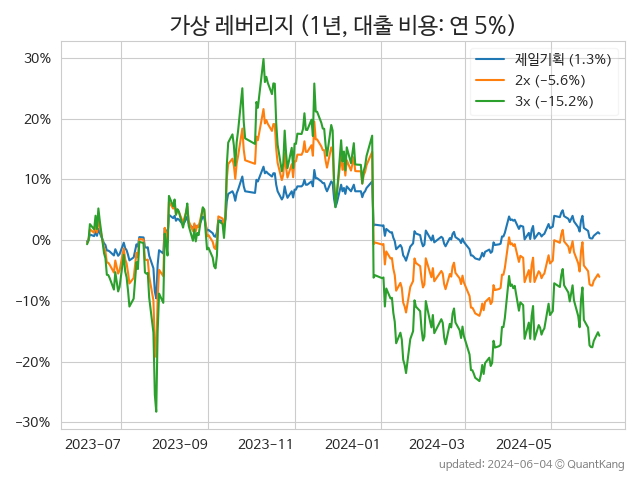 가상 레버리지 (1년, 대출 비용: 연 5%)
제일기획 (1.3%)
2x (−5.6%)
3x (−15.2%)
30%
20%
10%
0%
−10%
−20%
−30%
2023-07 2023-09 2023-11 2024-01 2024-03 2024-05
updated: 2024-06-04 © QuantKang